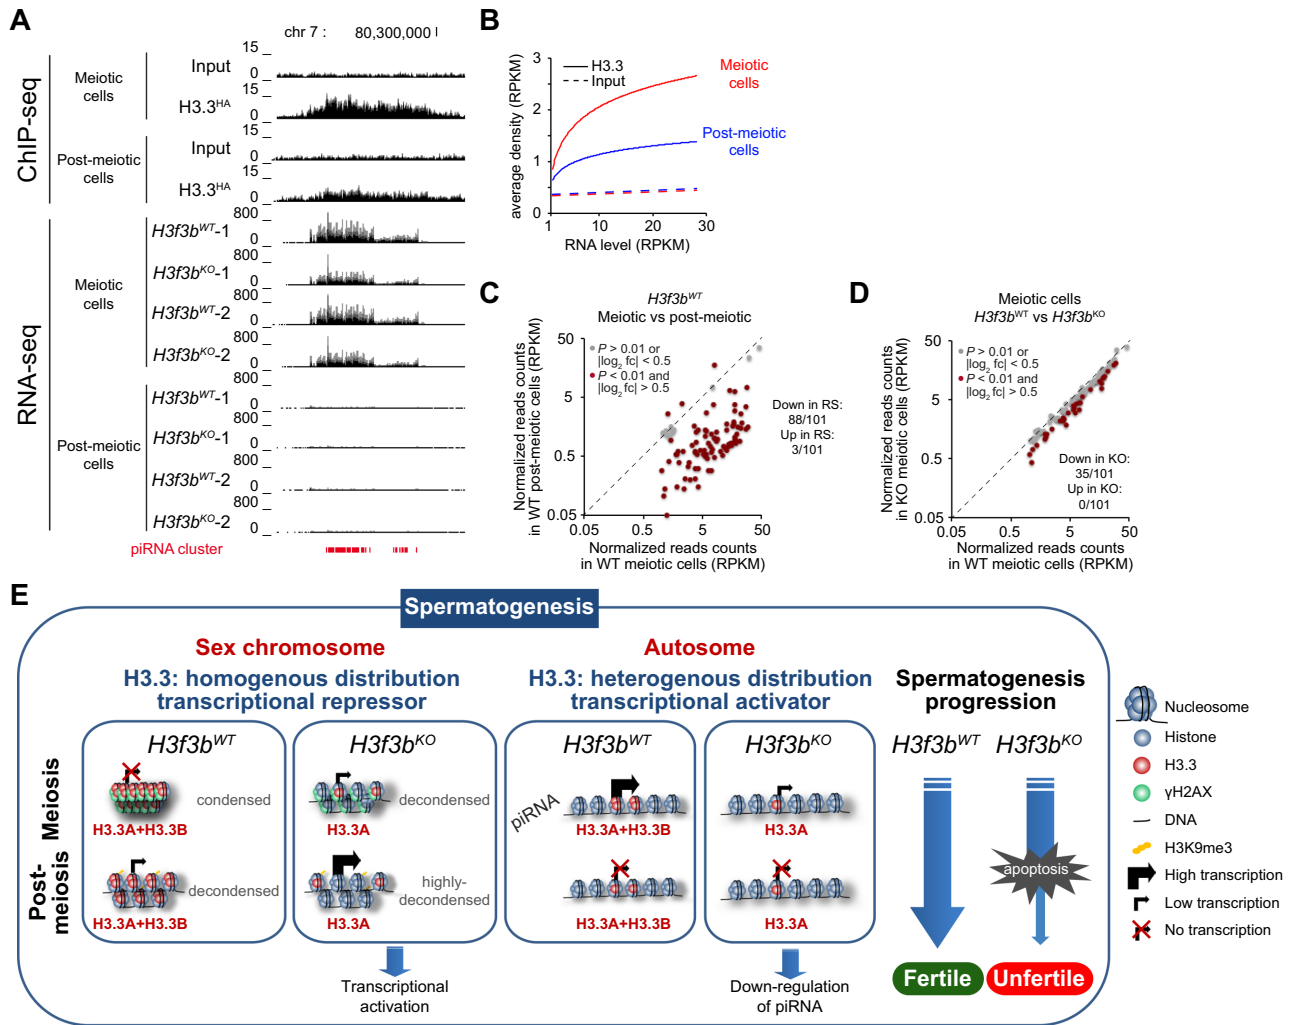 A
chr 7 : 80,300,000
ChIP-seq
Meiotic
cells
15
Input
0
15
H3.3HA
0
Post-meiotic
cells
15
Input
0
15
H3.3HA
0
RNA-seq
Meiotic
cells
800
H3f3bWT-1
0
800
H3f3bKO-1
0
800
H3f3bWT-2
0
800
H3f3bKO-2
0
Post-meiotic
cells
800
H3f3bWT-1
0
800
H3f3bKO-1
0
800
H3f3bWT-2
0
800
H3f3bKO-2
0
piRNA cluster
B
average density (RPKM)
3
2
1
0
H3.3
Input
Meiotic
cells
Post-meiotic
cells
1 10 20 30
RNA level (RPKM)
C
H3f3bWT
Meiotic vs post-meiotic
Normalized reads counts
in WT post-meiotic cells (RPKM)
50
5
0.5
0.05
P > 0.01 or
|log2 fc| < 0.5
P < 0.01 and
|log2 fc| > 0.5
Down in RS:
88/101
Up in RS:
3/101
0.05 0.5 5 50
Normalized reads counts
in WT meiotic cells (RPKM)
D
Meiotic cells
H3f3bWT vs H3f3bKO
Normalized reads counts
in KO meiotic cells (RPKM)
50
5
0.5
0.05
P > 0.01 or
|log2 fc| < 0.5
P < 0.01 and
|log2 fc| > 0.5
Down in KO:
35/101
Up in KO:
0/101
0.05 0.5 5 50
Normalized reads counts
in WT meiotic cells (RPKM)
E
Spermatogenesis
Sex chromosome
H3.3: homogenous distribution
transcriptional repressor
Autosome
H3.3: heterogenous distribution
transcriptional activator
Spermatogenesis
progression
Meiosis
Post-
meiosis
H3f3bWT
condensed
H3.3A+H3.3B
decondensed
H3.3A+H3.3B
H3f3bKO
decondensed
H3.3A
highly-
decondensed
H3.3A
Transcriptional
activation
H3f3bWT
piRNA
H3.3A+H3.3B
H3.3A+H3.3B
H3f3bKO
H3.3A
H3.3A
Down-regulation
of piRNA
H3f3bWT H3f3bKO
apoptosis
Fertile Unfertile
Nucleosome
Histone
H3.3
γH2AX
DNA
H3K9me3
High transcription
Low transcription
No transcription